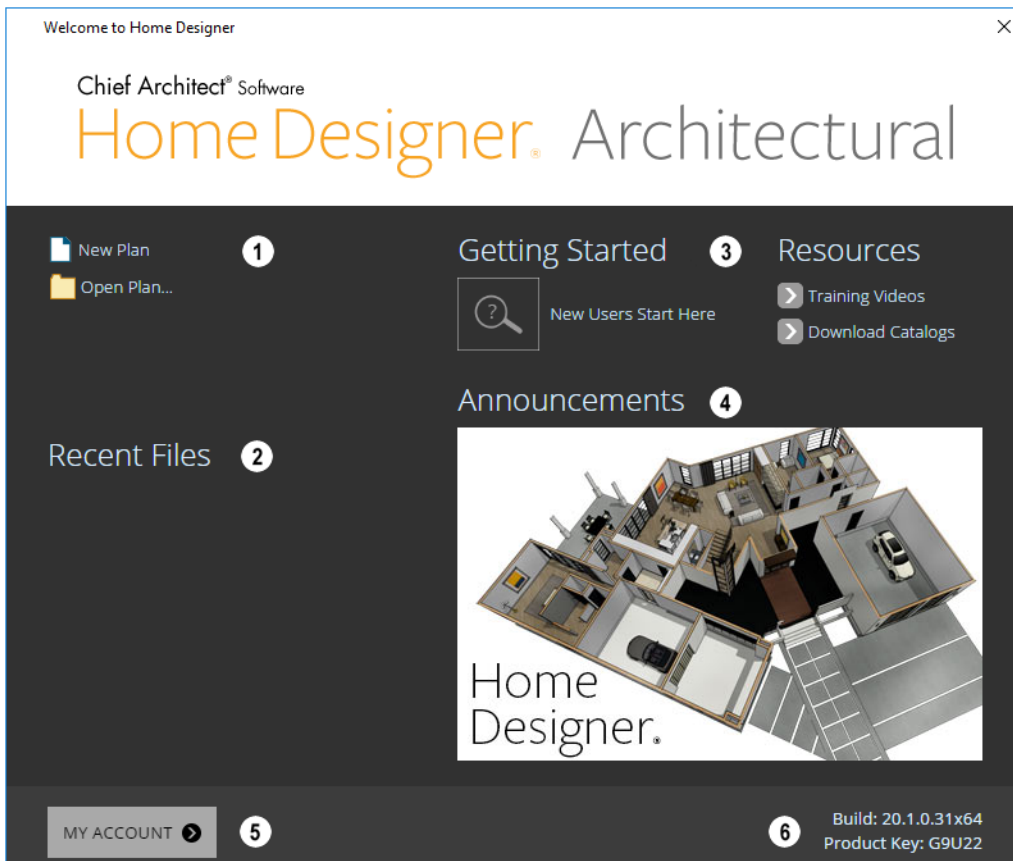 Welcome to Home Designer
Chief Architect® Software
Home Designer® Architectural
New Plan
1
Open Plan...
Recent Files
2
Getting Started
3
New Users Start Here
Resources
Training Videos
Download Catalogs
Announcements
4
Home
Designer®
MY ACCOUNT
5
6
Build: 20.1.0.31x64
Product Key: G9U22